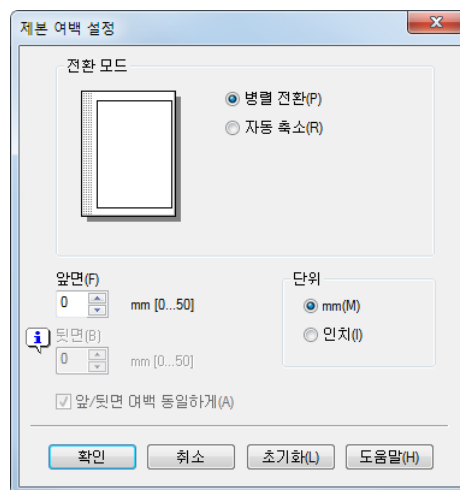 제본 여백 설정
전환 모드
병렬 전환(P)
자동 축소(R)
앞면(F)
0 mm [0...50]
뒷면(B)
0 mm [0...50]
앞/뒷면 여백 동일하게(A)
단위
mm(M)
인치(I)
확인 취소 초기화(L) 도움말(H)